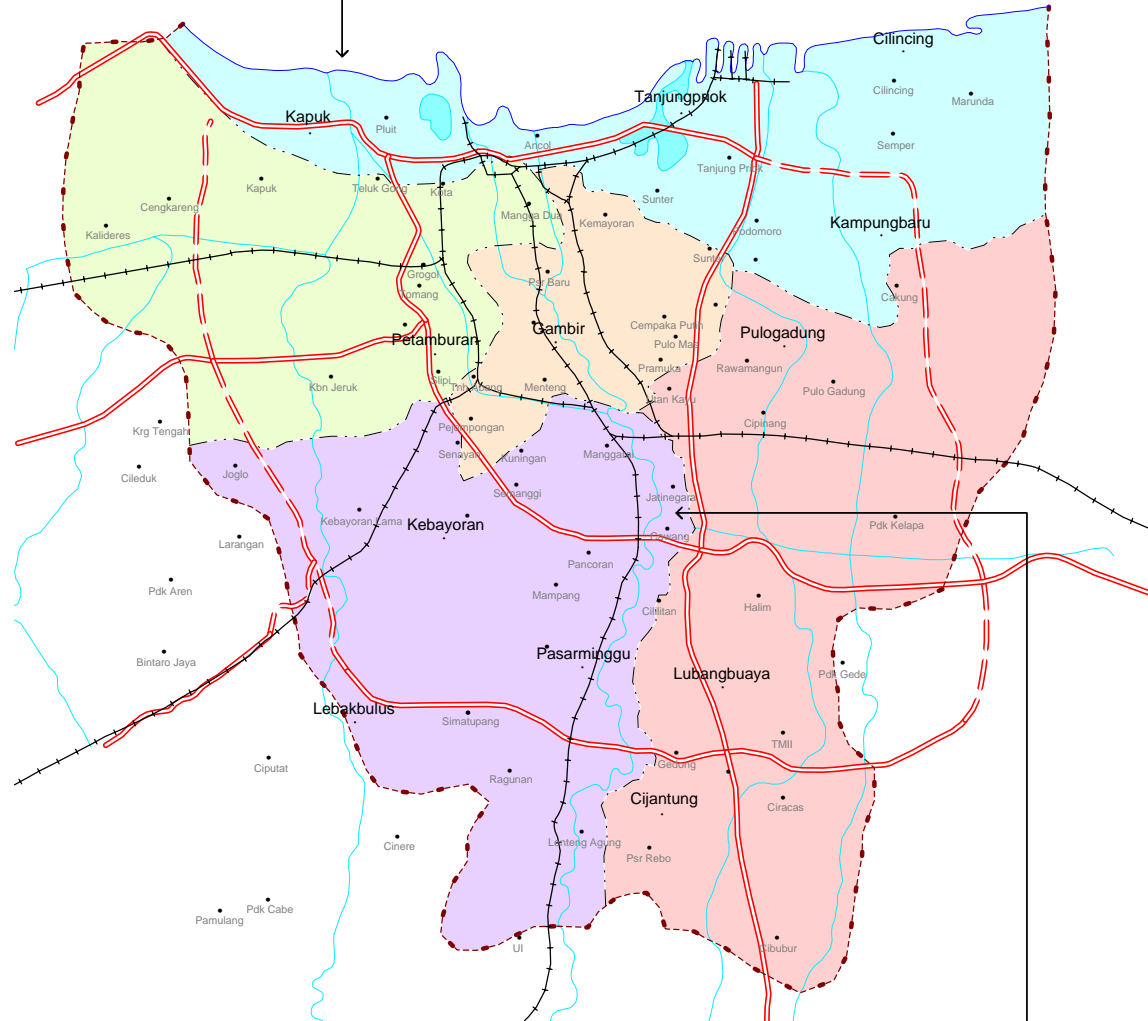 Cilincing
Cilincing
Marunda
Tanjungpriok
Kapuk
Pluit
Ancol
Semper
Tanjung Priok
Kapuk
Teluk Gong
Kota
Cengkareng
Sunter
Mangga Dua
Kemayoran
Kampungbaru
Podomoro
Kalideres
Sunter
Grogol
Psr Baru
Tomang
Cakung
Gambir
Cempaka Putih
Pulogadung
Petamburan
Pulo Mas
Pramuka
Rawamangun
Slipi
Tnh Abang
Menteng
Kbn Jeruk
Pulo Gadung
Utan Kayu
Cipinang
Pejompongan
Krg Tengah
Senayan
Kuningan
Manggarai
Cileduk
Joglo
Semanggi
Jatinegara
Kebayoran Lama
Kebayoran
Pdk Kelapa
Larangan
Cawang
Pancoran
Pdk Aren
Mampang
Cililitan
Halim
Bintaro Jaya
Pasarminggu
Lubangbuaya
Pdk Gede
Lebakbulus
Simatupang
TMII
Ciputat
Ragunan
Gedong
Cijantung
Ciracas
Cinere
Lenteng Agung
Psr Rebo
Pdk Cabe
Pamulang
UI
Cibubur